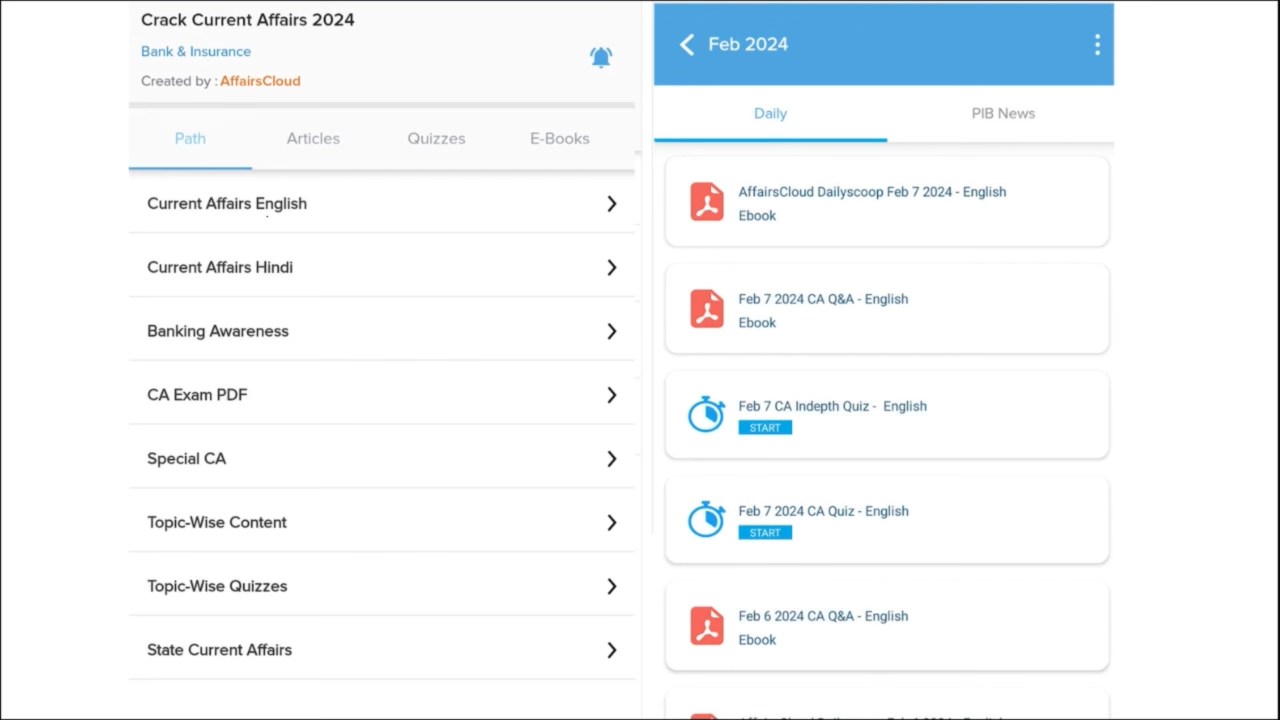 Crack Current Affairs 2024
Bank & Insurance
Created by : AffairsCloud
Path
Articles
Quizzes
E-Books
Current Affairs English
Current Affairs Hindi
Banking Awareness
CA Exam PDF
Special CA
Topic-Wise Content
Topic-Wise Quizzes
State Current Affairs
Feb 2024
Daily
PIB News
AffairsCloud Dailyscoop Feb 7 2024 - English
Ebook
Feb 7 2024 CA Q&A - English
Ebook
Feb 7 CA Indepth Quiz - English
START
Feb 7 2024 CA Quiz - English
START
Feb 6 2024 CA Q&A - English
Ebook